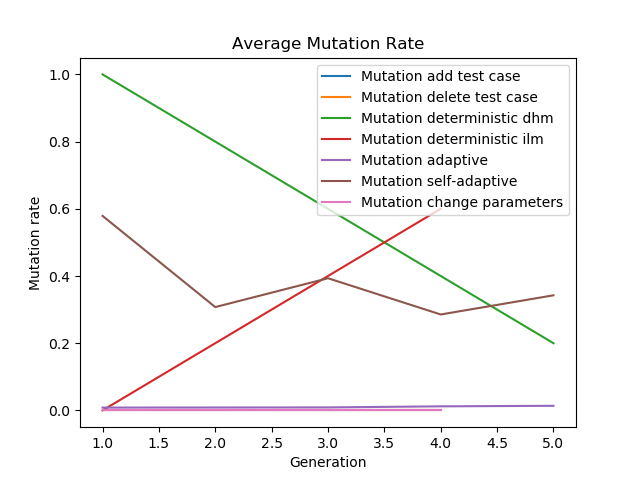 Average Mutation Rate
Mutation rate
1.0
0.8
0.6
0.4
0.2
0.0
Mutation add test case
Mutation delete test case
Mutation deterministic dhm
Mutation deterministic ilm
Mutation adaptive
Mutation self-adaptive
Mutation change parameters
1.0 1.5 2.0 2.5 3.0 3.5 4.0 4.5 5.0
Generation